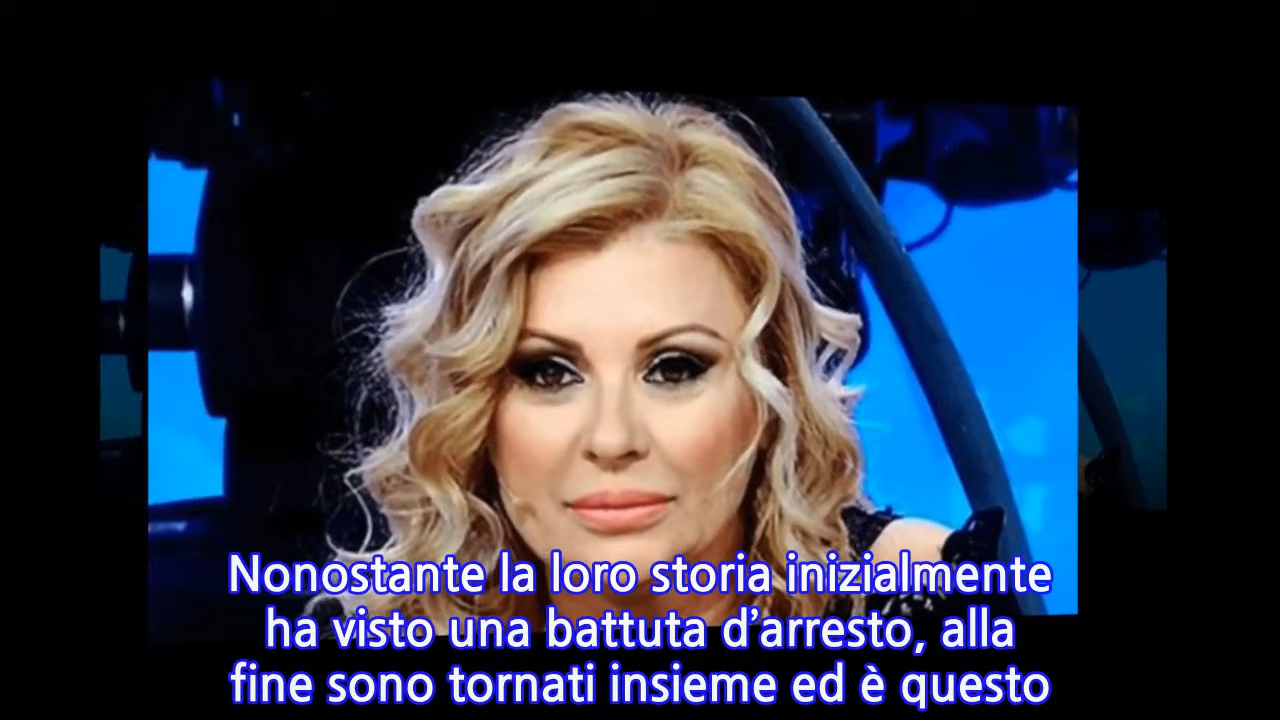 Nonostante la loro storia inizialmente
ha visto una battuta d’arresto, alla
fine sono tornati insieme ed è questo